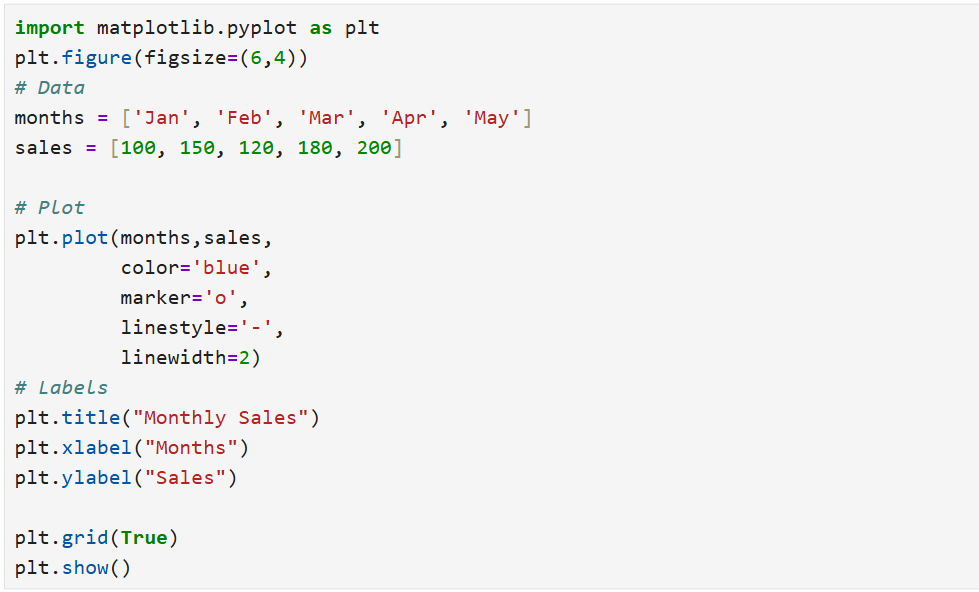 import matplotlib.pyplot as plt
plt.figure(figsize=(6,4))
# Data
months = ['Jan', 'Feb', 'Mar', 'Apr', 'May']
sales = [100, 150, 120, 180, 200]

# Plot
plt.plot(months,sales,
         color='blue',
         marker='o',
         linestyle='-',
         linewidth=2)
# Labels
plt.title("Monthly Sales")
plt.xlabel("Months")
plt.ylabel("Sales")

plt.grid(True)
plt.show()